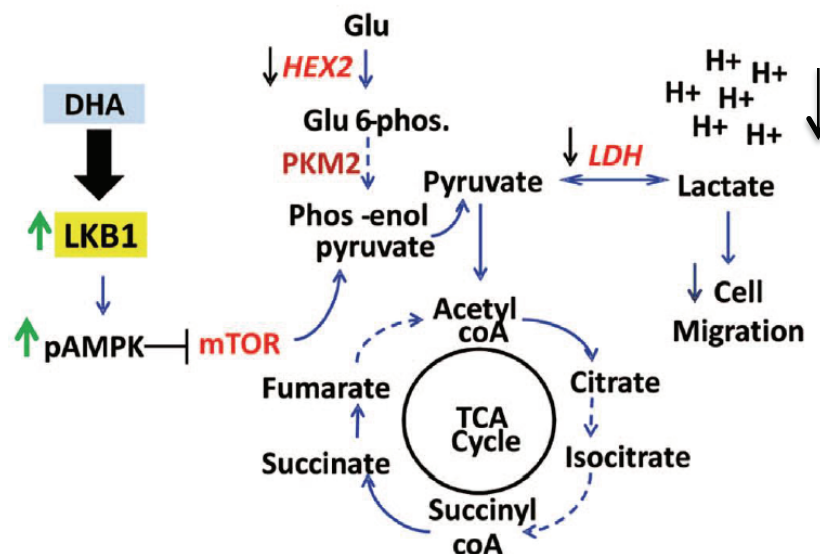 Glu
HEX2
Glu 6-phos.
PKM2
Phos -enol
pyruvate
Pyruvate
LDH
Lactate
H+
H+
H+
H+
H+
H+
Cell
Migration
DHA
LKB1
pAMPK
mTOR
Acetyl
coA
Citrate
Isocitrate
Succinyl
coA
Succinate
Fumarate
TCA
Cycle